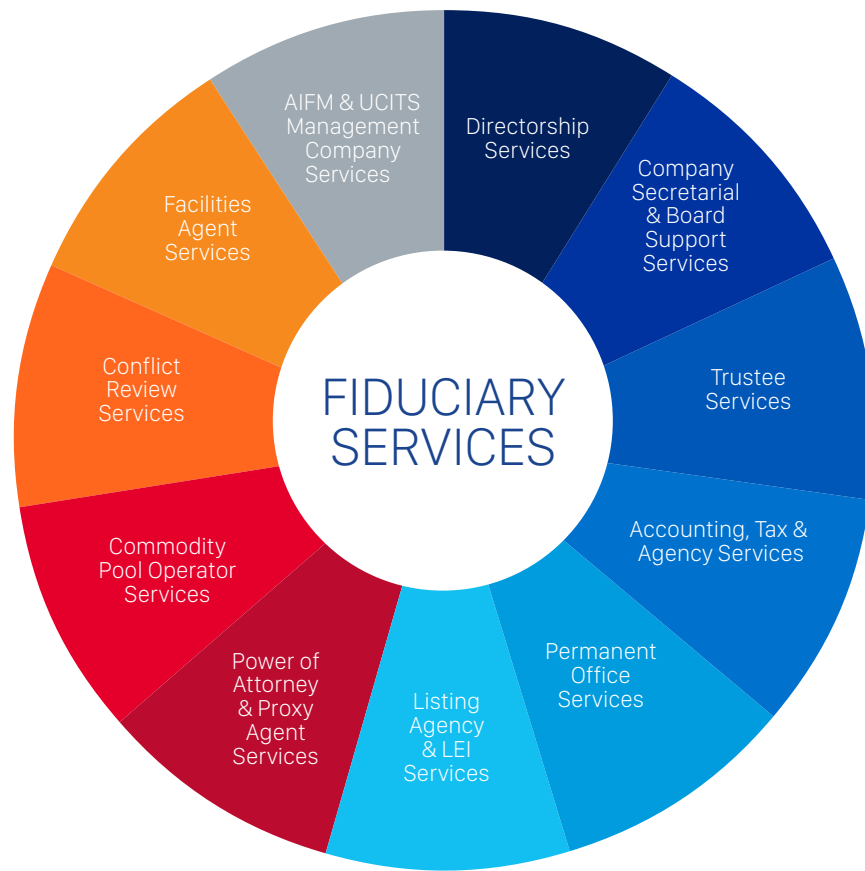 FIDUCIARY
SERVICES
Directorship
Services
Company
Secretarial
& Board
Support
Services
Trustee
Services
Accounting, Tax &
Agency Services
Permanent
Office
Services
Listing
Agency
& LEI
Services
Power of
Attorney
& Proxy
Agent
Services
Commodity
Pool Operator
Services
Conflict
Review
Services
Facilities
Agent
Services
AIFM & UCITS
Management
Company
Services